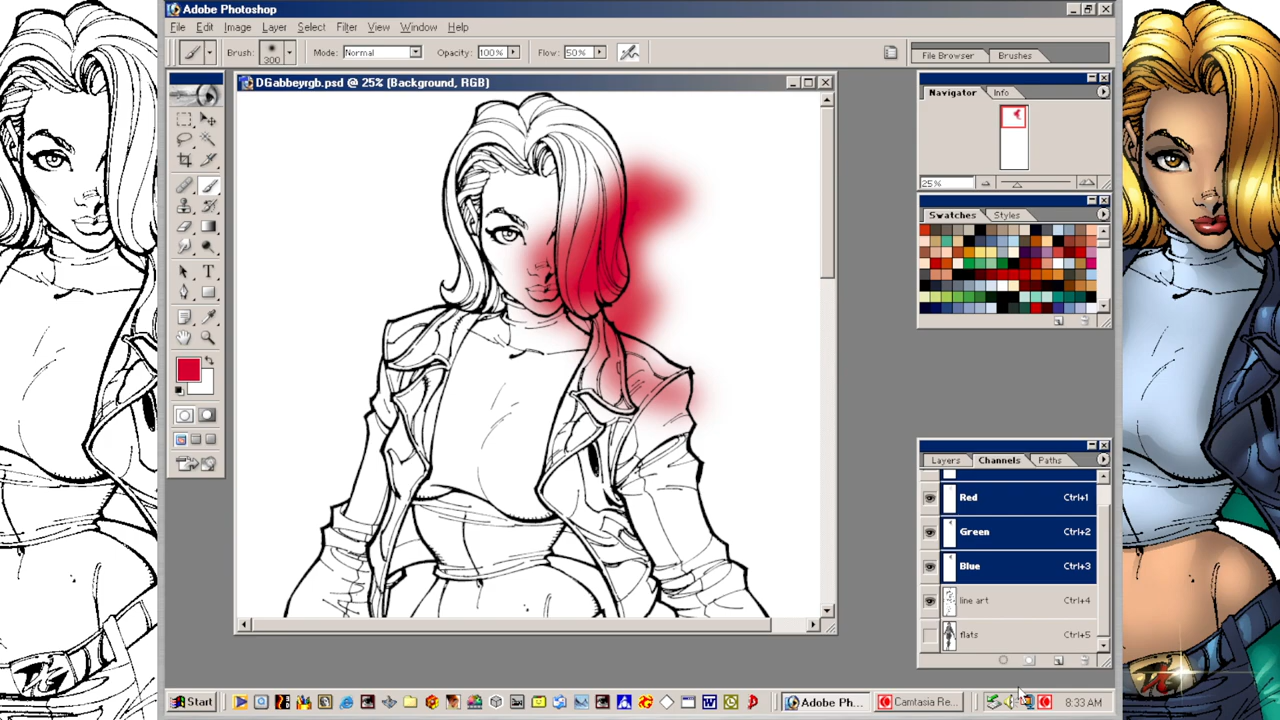 Adobe Photoshop
File Edit Image Layer Select Filter View Window Help
Brush: 300 Mode: Normal Opacity: 100% Flow: 50% File Browser Brushes
DGabbeyrgb.psd @ 25% (Background, RGB)
Navigator Info
25%
Swatches Styles
Layers Channels Paths
Red Ctrl+1
Green Ctrl+2
Blue Ctrl+3
line art Ctrl+4
flats Ctrl+5
Start Adobe Ph... Camtasia Re... 8:33 AM